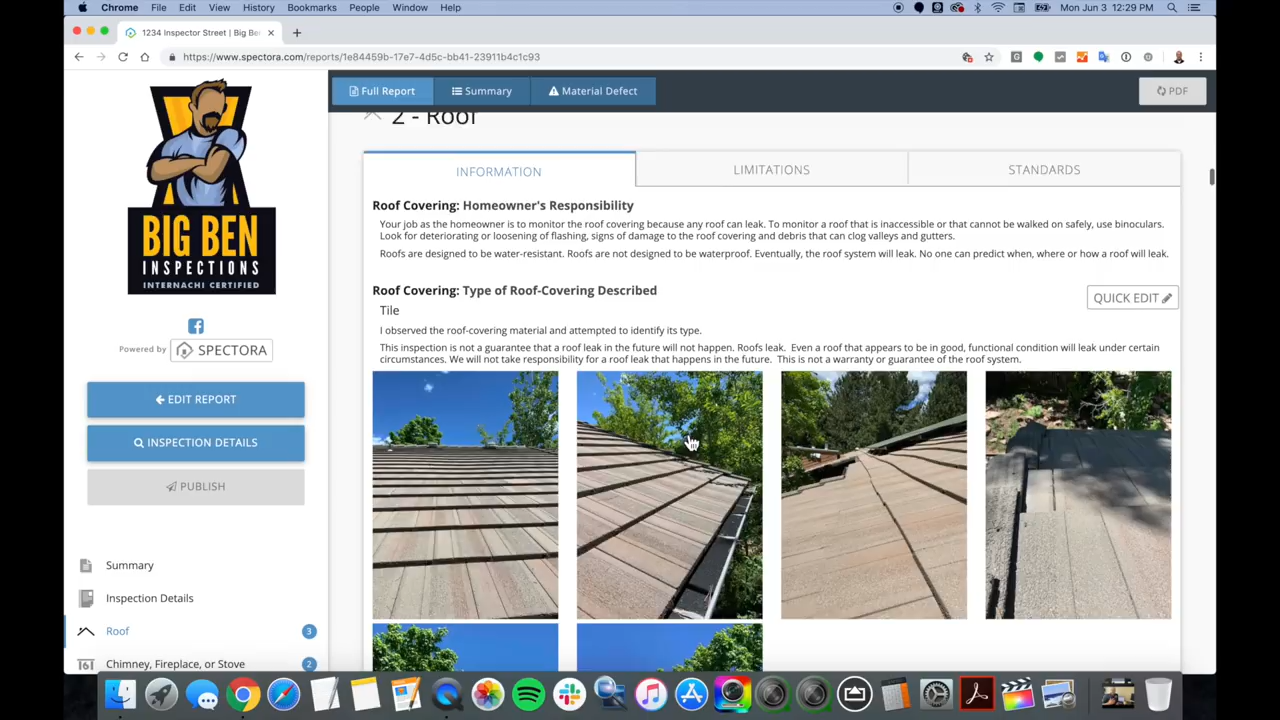 Chrome File Edit View History Bookmarks People Window Help Mon Jun 3 12:29 PM
1234 Inspector Street | Big Be
https://www.spectora.com/reports/1e84459b-17e7-4d5c-bb41-23911b4c1c93
Full Report Summary Material Defect PDF
BIG BEN
INSPECTIONS
INTERNACHI CERTIFIED
Powered by SPECTORA
EDIT REPORT
INSPECTION DETAILS
PUBLISH
Summary
Inspection Details
Roof 3
Chimney, Fireplace, or Stove 2
2 - Roof
INFORMATION LIMITATIONS STANDARDS
Roof Covering: Homeowner's Responsibility
Your job as the homeowner is to monitor the roof covering because any roof can leak. To monitor a roof that is inaccessible or that cannot be walked on safely, use binoculars.
Look for deteriorating or loosening of flashing, signs of damage to the roof covering and debris that can clog valleys and gutters.
Roofs are designed to be water-resistant. Roofs are not designed to be waterproof. Eventually, the roof system will leak. No one can predict when, where or how a roof will leak.
Roof Covering: Type of Roof-Covering Described
QUICK EDIT
Tile
I observed the roof-covering material and attempted to identify its type.
This inspection is not a guarantee that a roof leak in the future will not happen. Roofs leak. Even a roof that appears to be in good, functional condition will leak under certain
circumstances. We will not take responsibility for a roof leak that happens in the future. This is not a warranty or guarantee of the roof system.